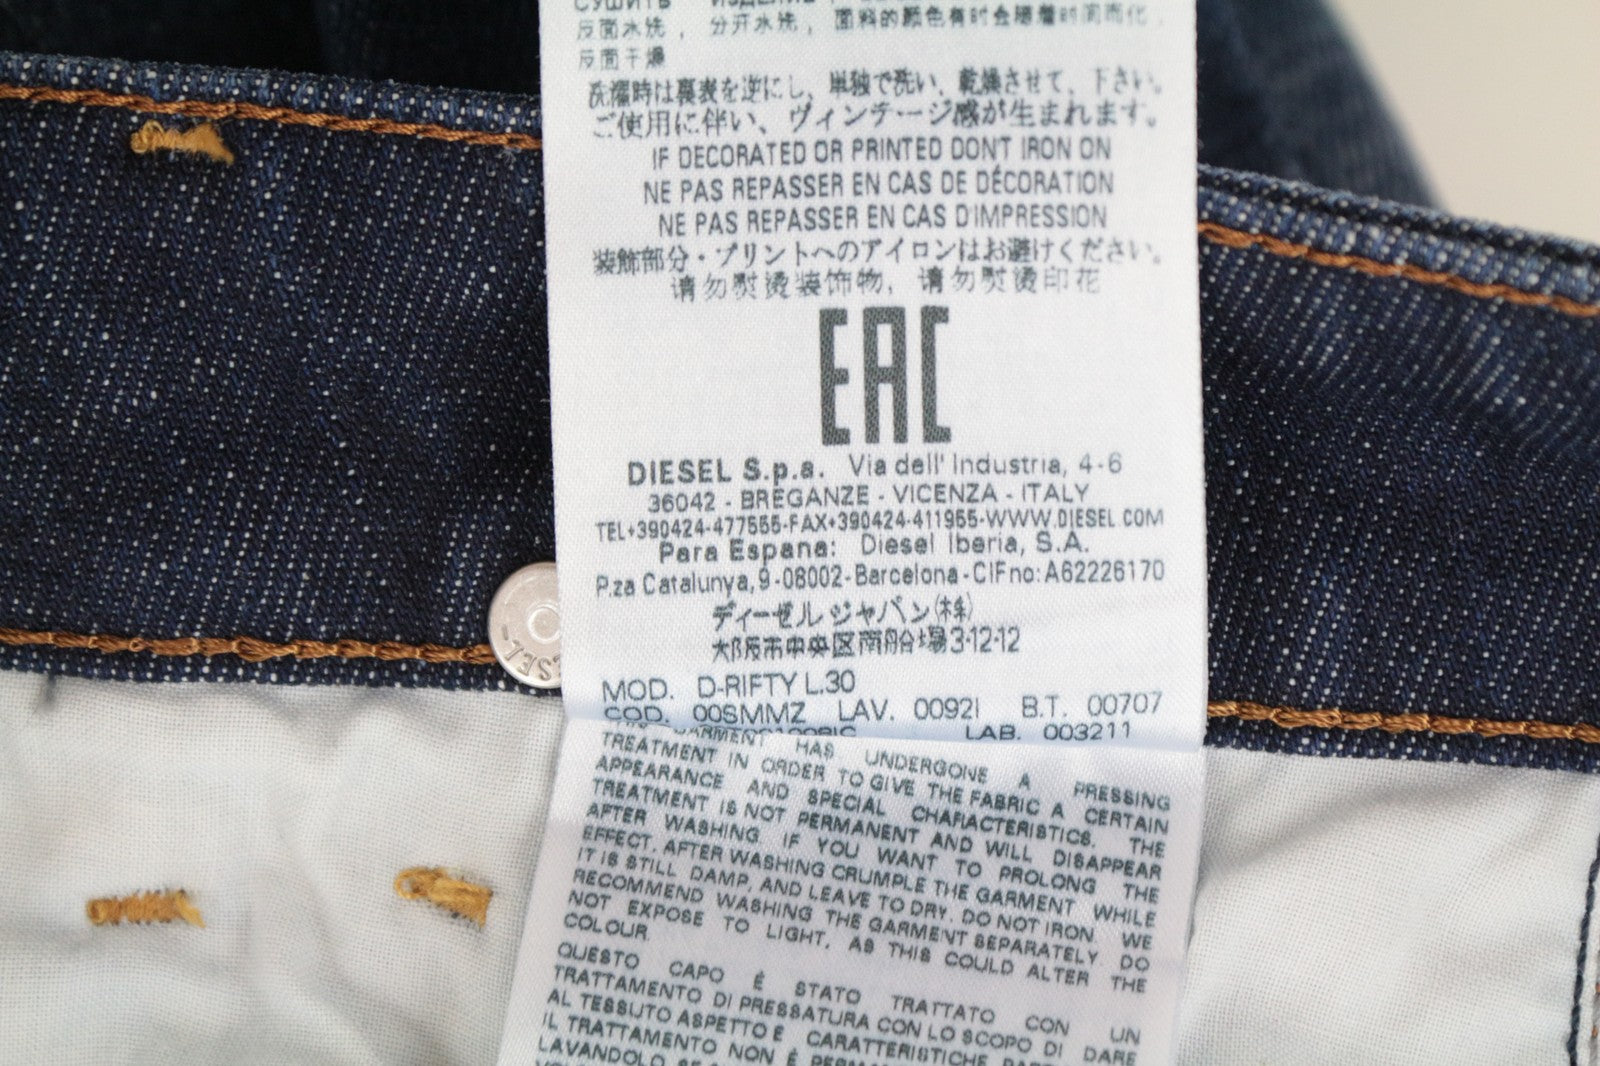 СУШИТЬ ИЗДЕЛИЕ
反面水洗，分开水洗，面料的颜色有时会随着时间而化，
反面干燥
洗濯時は裏表を逆にし、単独で洗い、乾燥させて、下さい。
ご使用に伴い、ヴィンテージ感が生まれます。
IF DECORATED OR PRINTED DON'T IRON ON
NE PAS REPASSER EN CAS DE DÉCORATION
NE PAS REPASSER EN CAS D'IMPRESSION
装飾部分・プリントへのアイロンはお避けください。
请勿熨烫装饰物，请勿熨烫印花
EAC
DIESEL S.p.a. Via dell' Industria, 4-6
36042 - BREGANZE - VICENZA - ITALY
TEL+390424-477555-FAX+390424-411955-WWW.DIESEL.COM
Para Espana: Diesel Iberia, S.A.
P.za Catalunya,9-08002-Barcelona-CIFno:A62226170
ディーゼルジャパン(株)
大阪市中央区南船場3-12-12
MOD. D-RIFTY L.30
COD. 00SMMZ LAV. 0092I B.T. 00707
LAB. 003211
GARMENT HAS UNDERGONE A PRESSING
TREATMENT IN ORDER TO GIVE THE FABRIC A CERTAIN
APPEARANCE AND SPECIAL CHARACTERISTICS. THE
TREATMENT IS NOT PERMANENT AND WILL DISAPPEAR
AFTER WASHING. IF YOU WANT TO PROLONG THE
EFFECT, AFTER WASHING CRUMPLE THE GARMENT WHILE
IT IS STILL DAMP, AND LEAVE TO DRY. DO NOT IRON. WE
RECOMMEND WASHING THE GARMENT SEPARATELY DO
NOT EXPOSE TO LIGHT, AS THIS COULD ALTER THE
COLOUR.
QUESTO CAPO È STATO TRATTATO CON UN
TRATTAMENTO DI PRESSATURA CON LO SCOPO DI DARE
AL TESSUTO ASPETTO E CARATTERISTICHE
IL TRATTAMENTO NON È
LAVANDOLO